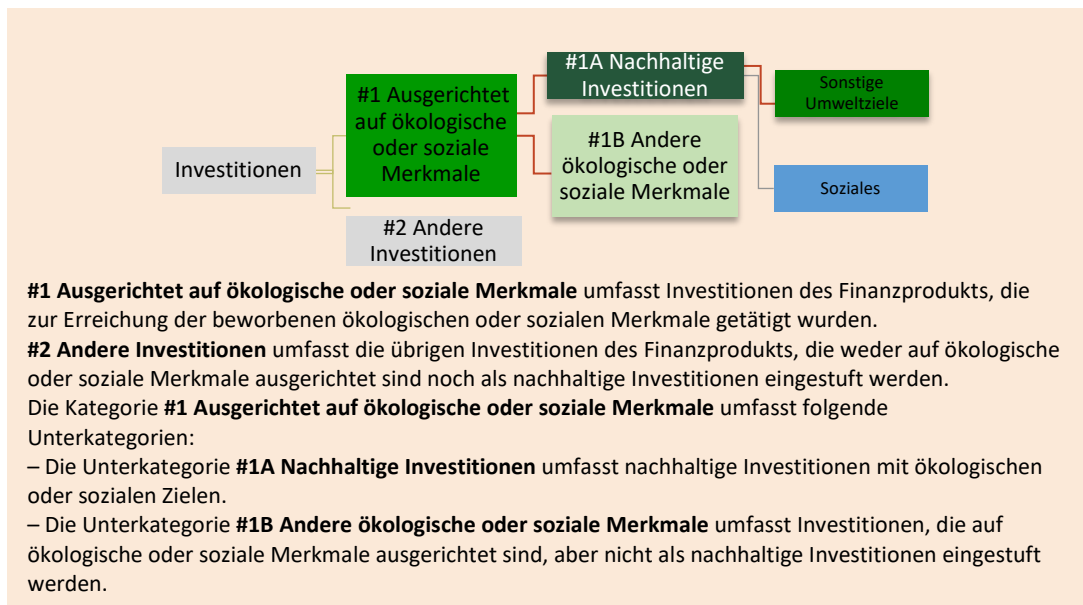 #1A Nachhaltige
Investitionen
Sonstige
Umweltziele
#1 Ausgerichtet
auf ökologische
oder soziale
Merkmale
#1B Andere
ökologische oder
soziale Merkmale
Investitionen
Soziales
#2 Andere
Investitionen
#1 Ausgerichtet auf ökologische oder soziale Merkmale umfasst Investitionen des Finanzprodukts, die
zur Erreichung der beworbenen ökologischen oder sozialen Merkmale getätigt wurden.
#2 Andere Investitionen umfasst die übrigen Investitionen des Finanzprodukts, die weder auf ökologische
oder soziale Merkmale ausgerichtet sind noch als nachhaltige Investitionen eingestuft werden.
Die Kategorie #1 Ausgerichtet auf ökologische oder soziale Merkmale umfasst folgende
Unterkategorien:
– Die Unterkategorie #1A Nachhaltige Investitionen umfasst nachhaltige Investitionen mit ökologischen
oder sozialen Zielen.
– Die Unterkategorie #1B Andere ökologische oder soziale Merkmale umfasst Investitionen, die auf
ökologische oder soziale Merkmale ausgerichtet sind, aber nicht als nachhaltige Investitionen eingestuft
werden.